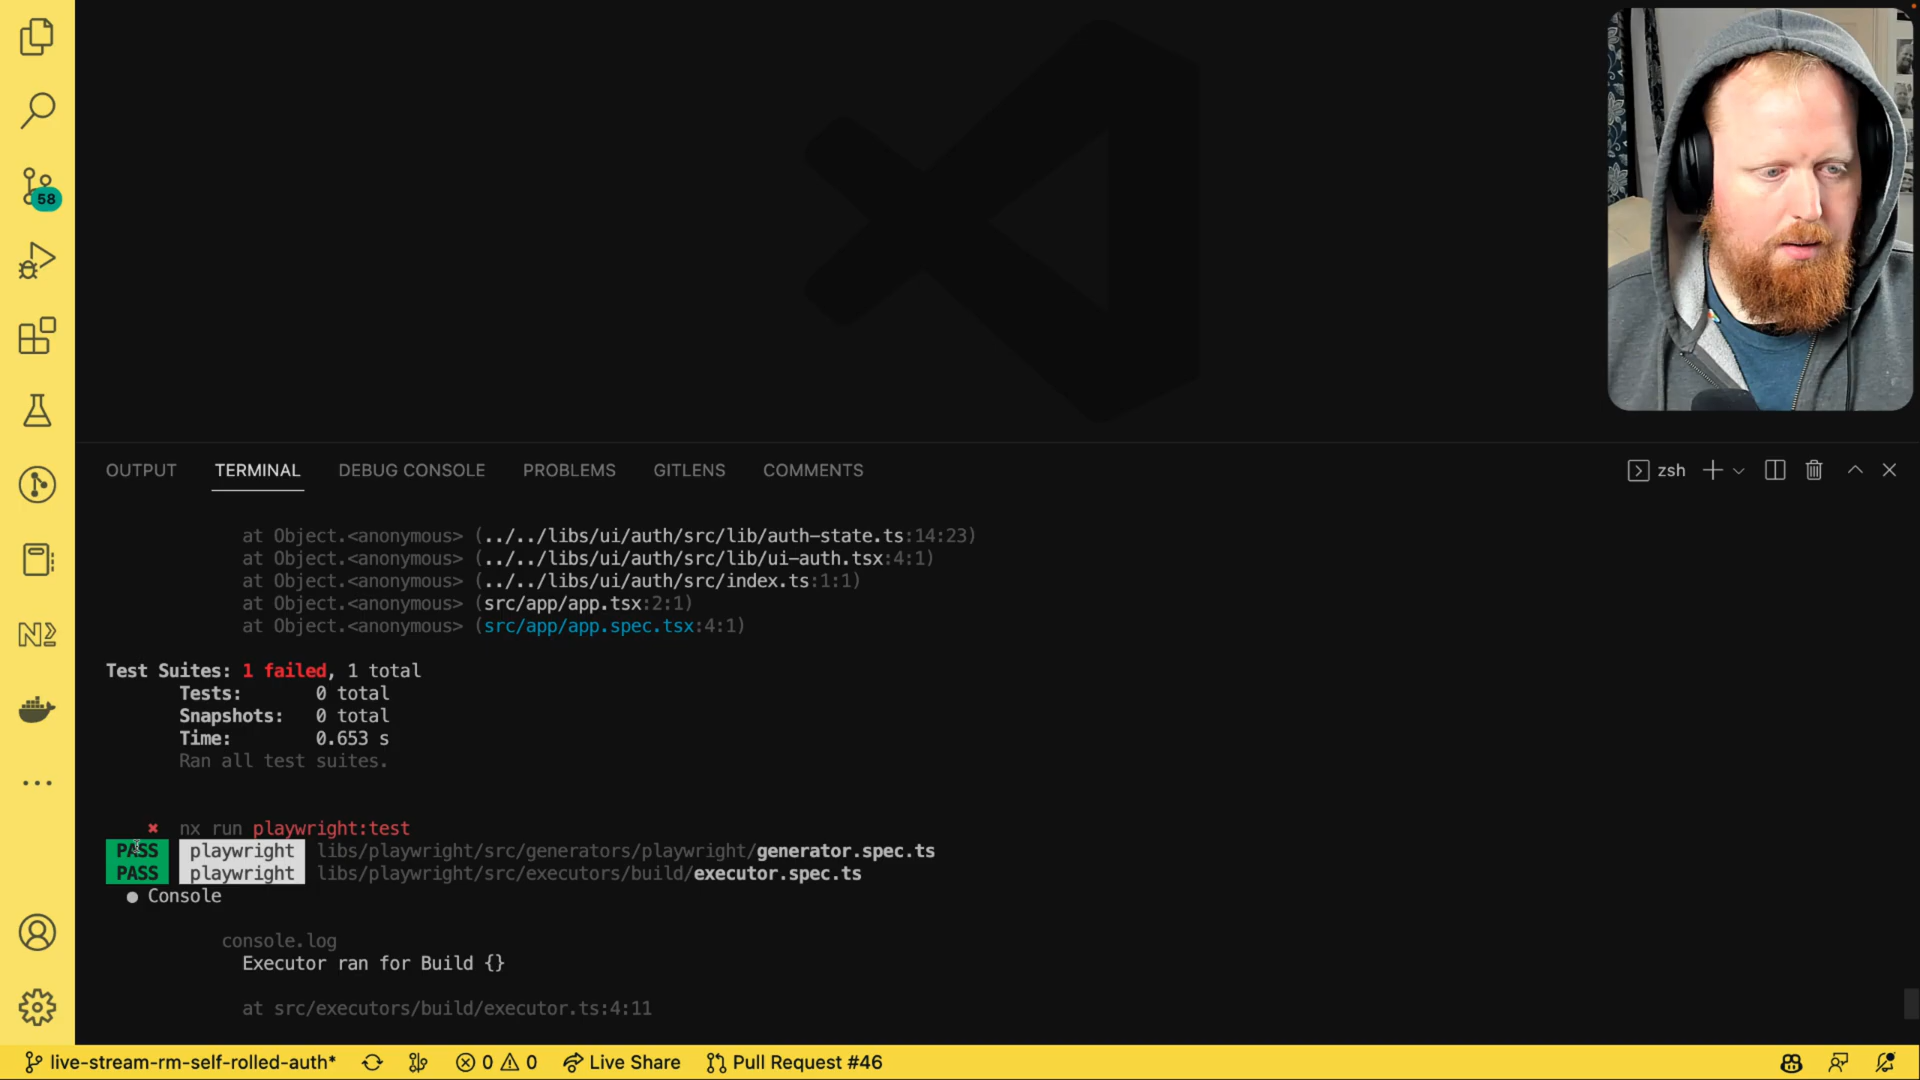 58
OUTPUT TERMINAL DEBUG CONSOLE PROBLEMS GITLENS COMMENTS
zsh
at Object.<anonymous> (../../libs/ui/auth/src/lib/auth-state.ts:14:23)
at Object.<anonymous> (../../libs/ui/auth/src/lib/ui-auth.tsx:4:1)
at Object.<anonymous> (../../libs/ui/auth/src/index.ts:1:1)
at Object.<anonymous> (src/app/app.tsx:2:1)
at Object.<anonymous> (src/app/app.spec.tsx:4:1)
Test Suites: 1 failed, 1 total
Tests: 0 total
Snapshots: 0 total
Time: 0.653 s
Ran all test suites.
✖ nx run playwright:test
PASS playwright libs/playwright/src/generators/playwright/generator.spec.ts
PASS playwright libs/playwright/src/executors/build/executor.spec.ts
● Console
console.log
Executor ran for Build {}
at src/executors/build/executor.ts:4:11
live-stream-rm-self-rolled-auth* 0 0 Live Share Pull Request #46